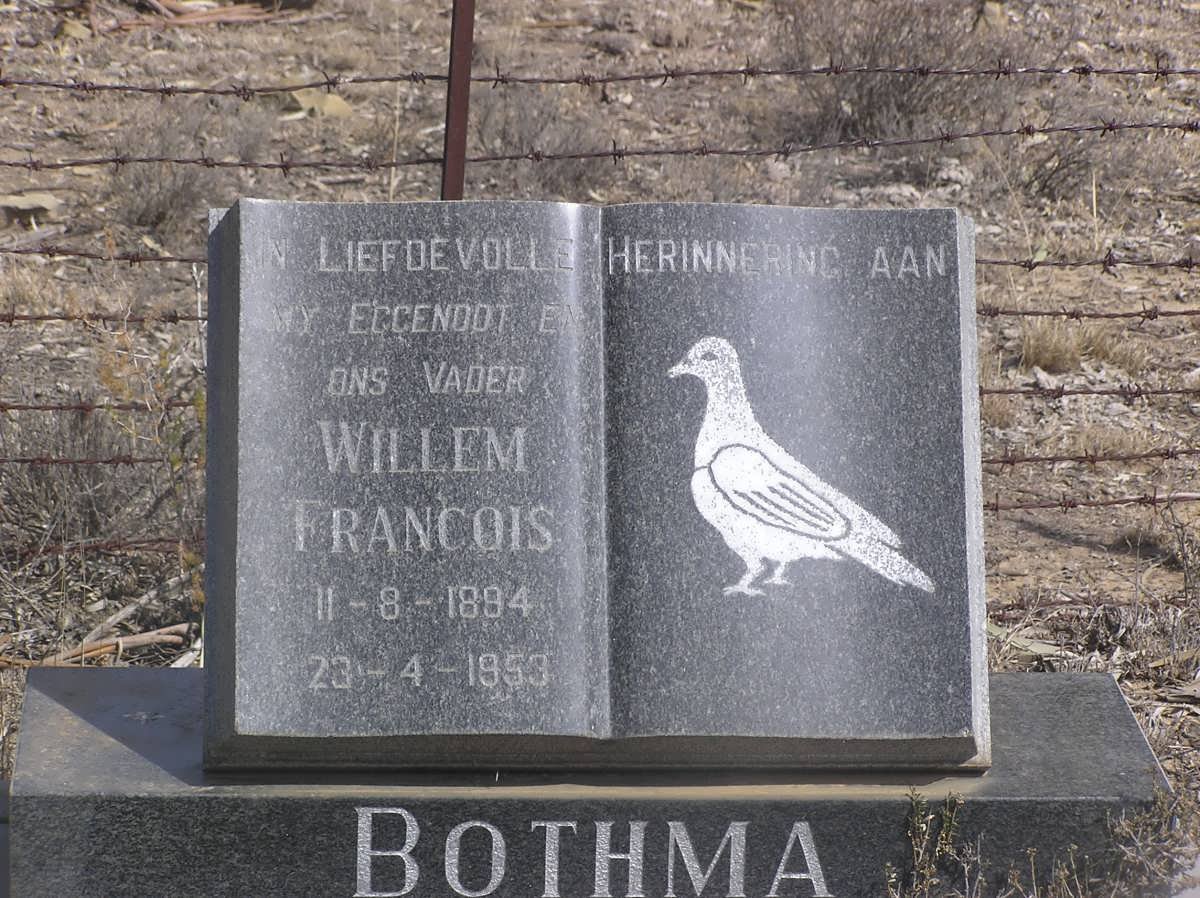 IN LIEFDEVOLLE HERINNERING AAN
MY EGGENOOT EN
ONS VADER
WILLEM
FRANCOIS
11-8-1894
23-4-1953
BOTHMA